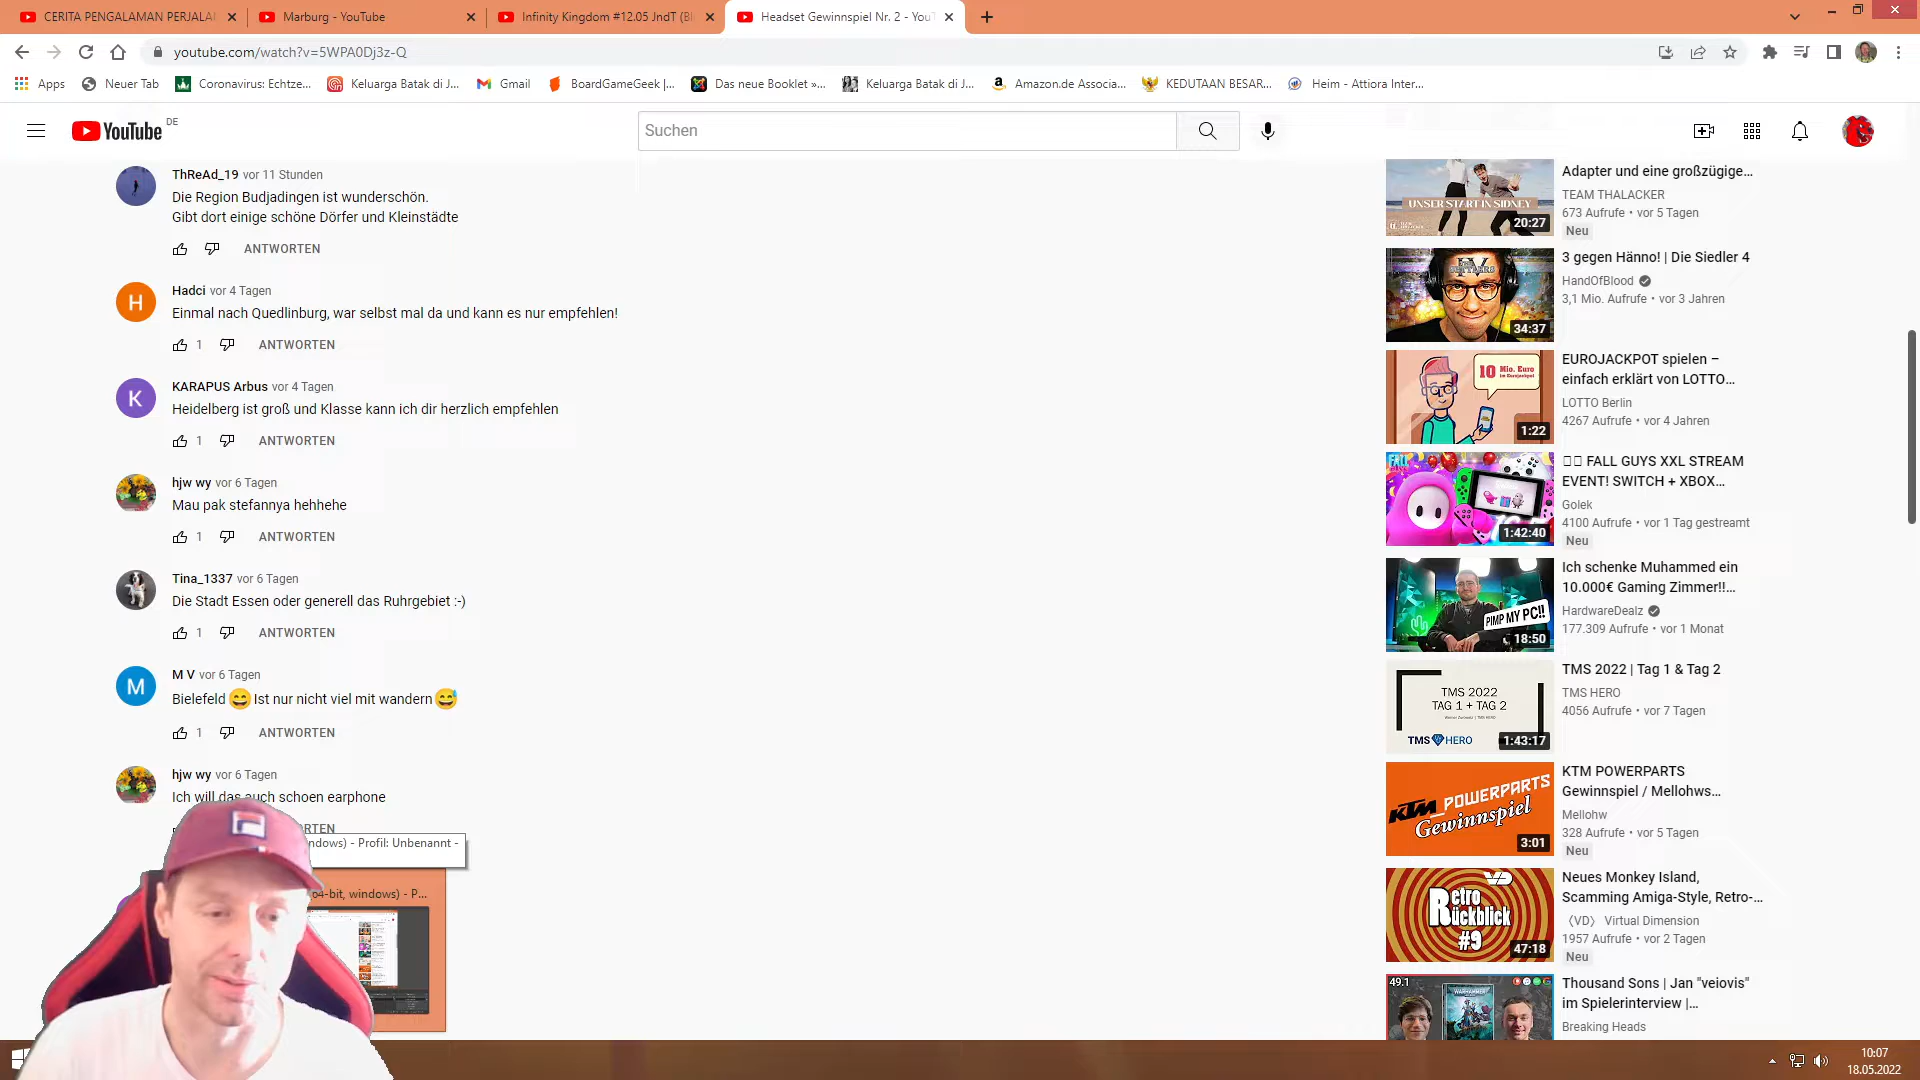 CERITA PENGALAMAN PERJALAN
Marburg - YouTube
Infinity Kingdom #12.05 JndT (Bl
Headset Gewinnspiel Nr. 2 - YouT
youtube.com/watch?v=5WPA0Dj3z-Q
Apps
Neuer Tab
Coronavirus: Echtze...
Keluarga Batak di J...
Gmail
BoardGameGeek |...
Das neue Booklet »...
Keluarga Batak di J...
Amazon.de Associa...
KEDUTAAN BESAR...
Heim - Attiora Inter...
YouTube DE
Suchen
ThReAd_19 vor 11 Stunden
Die Region Budjadingen ist wunderschön.
Gibt dort einige schöne Dörfer und Kleinstädte
ANTWORTEN
Hadci vor 4 Tagen
Einmal nach Quedlinburg, war selbst mal da und kann es nur empfehlen!
1 ANTWORTEN
KARAPUS Arbus vor 4 Tagen
Heidelberg ist groß und Klasse kann ich dir herzlich empfehlen
1 ANTWORTEN
hjw wy vor 6 Tagen
Mau pak stefannya hehhehe
1 ANTWORTEN
Tina_1337 vor 6 Tagen
Die Stadt Essen oder generell das Ruhrgebiet :-)
1 ANTWORTEN
M V vor 6 Tagen
Bielefeld 😄 Ist nur nicht viel mit wandern 😅
1 ANTWORTEN
hjw wy vor 6 Tagen
Ich will das auch schoen earphone
ndows) - Profil: Unbenannt -
64-bit, windows) - P...
H
K
M
UNSER START IN SIDNEY
20:27
Adapter und eine großzügige...
TEAM THALACKER
673 Aufrufe • vor 5 Tagen
Neu
34:37
3 gegen Hänno! | Die Siedler 4
HandOfBlood
3,1 Mio. Aufrufe • vor 3 Jahren
10 Mio. Euro
im Eurojackpot
1:22
EUROJACKPOT spielen –
einfach erklärt von LOTTO...
LOTTO Berlin
4267 Aufrufe • vor 4 Jahren
1:42:40
FALL GUYS XXL STREAM
EVENT! SWITCH + XBOX...
Golek
4100 Aufrufe • vor 1 Tag gestreamt
Neu
PIMP MY PC!!
18:50
Ich schenke Muhammed ein
10.000€ Gaming Zimmer!!...
HardwareDealz
177.309 Aufrufe • vor 1 Monat
TMS 2022
TAG 1 + TAG 2
TMS HERO
1:43:17
TMS 2022 | Tag 1 & Tag 2
TMS HERO
4056 Aufrufe • vor 7 Tagen
KTM POWERPARTS
Gewinnspiel
3:01
KTM POWERPARTS
Gewinnspiel / Mellohws...
Mellohw
328 Aufrufe • vor 5 Tagen
Neu
VD
Retro
Rückblick
#9
47:18
Neues Monkey Island,
Scamming Amiga-Style, Retro-...
〈VD〉 Virtual Dimension
1957 Aufrufe • vor 2 Tagen
Neu
49.1
WARHAMMER
Thousand Sons | Jan "veiovis"
im Spielerinterview |...
Breaking Heads
10:07
18.05.2022